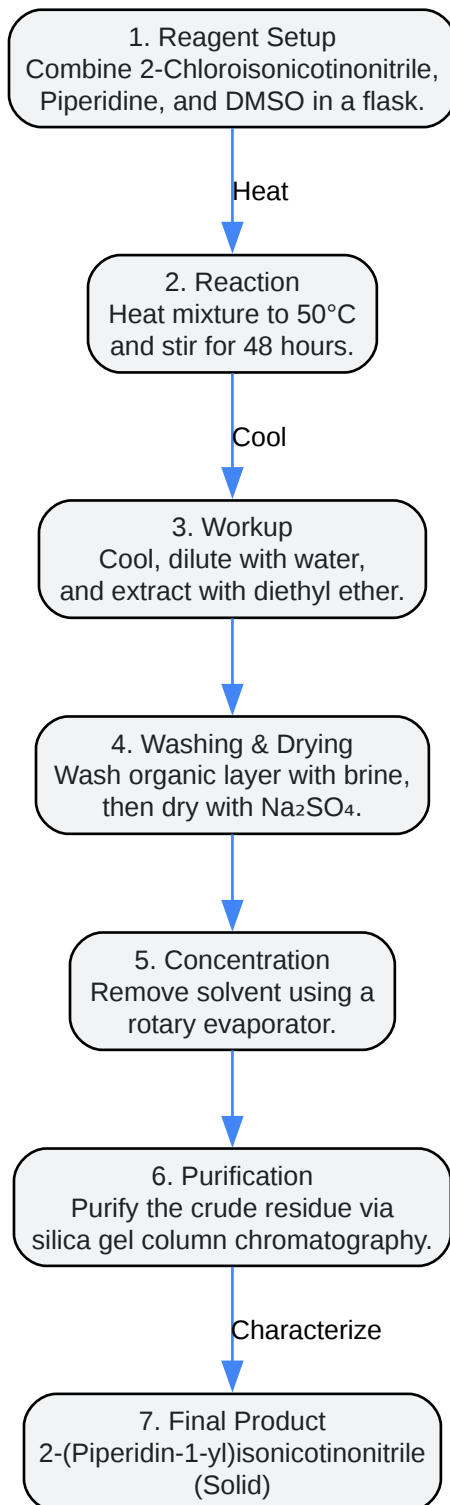 1. Reagent Setup
Combine 2-Chloroisonicotinonitrile,
Piperidine, and DMSO in a flask.
Heat
2. Reaction
Heat mixture to 50°C
and stir for 48 hours.
Cool
3. Workup
Cool, dilute with water,
and extract with diethyl ether.
4. Washing & Drying
Wash organic layer with brine,
then dry with Na₂SO₄.
5. Concentration
Remove solvent using a
rotary evaporator.
6. Purification
Purify the crude residue via
silica gel column chromatography.
Characterize
7. Final Product
2-(Piperidin-1-yl)isonicotinonitrile
(Solid)